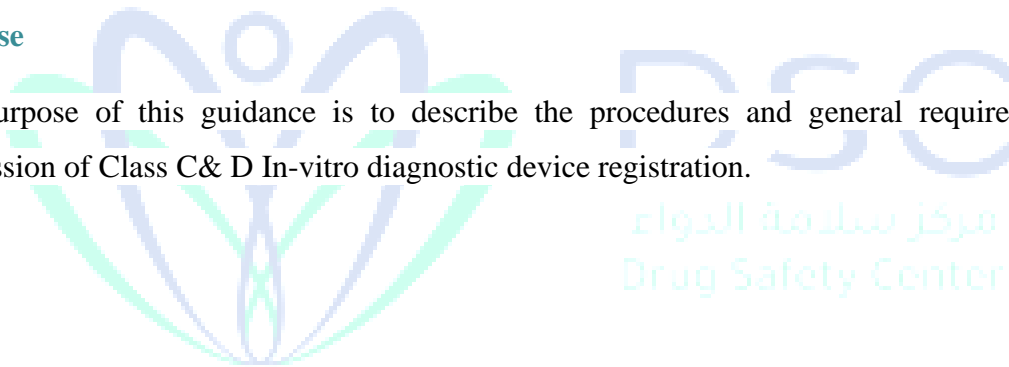 se
urpose of this guidance is to describe the procedures and general require
ssion of Class C& D In-vitro diagnostic device registration.
DSC
مركز سلامة الدواء
Drug Safety Center